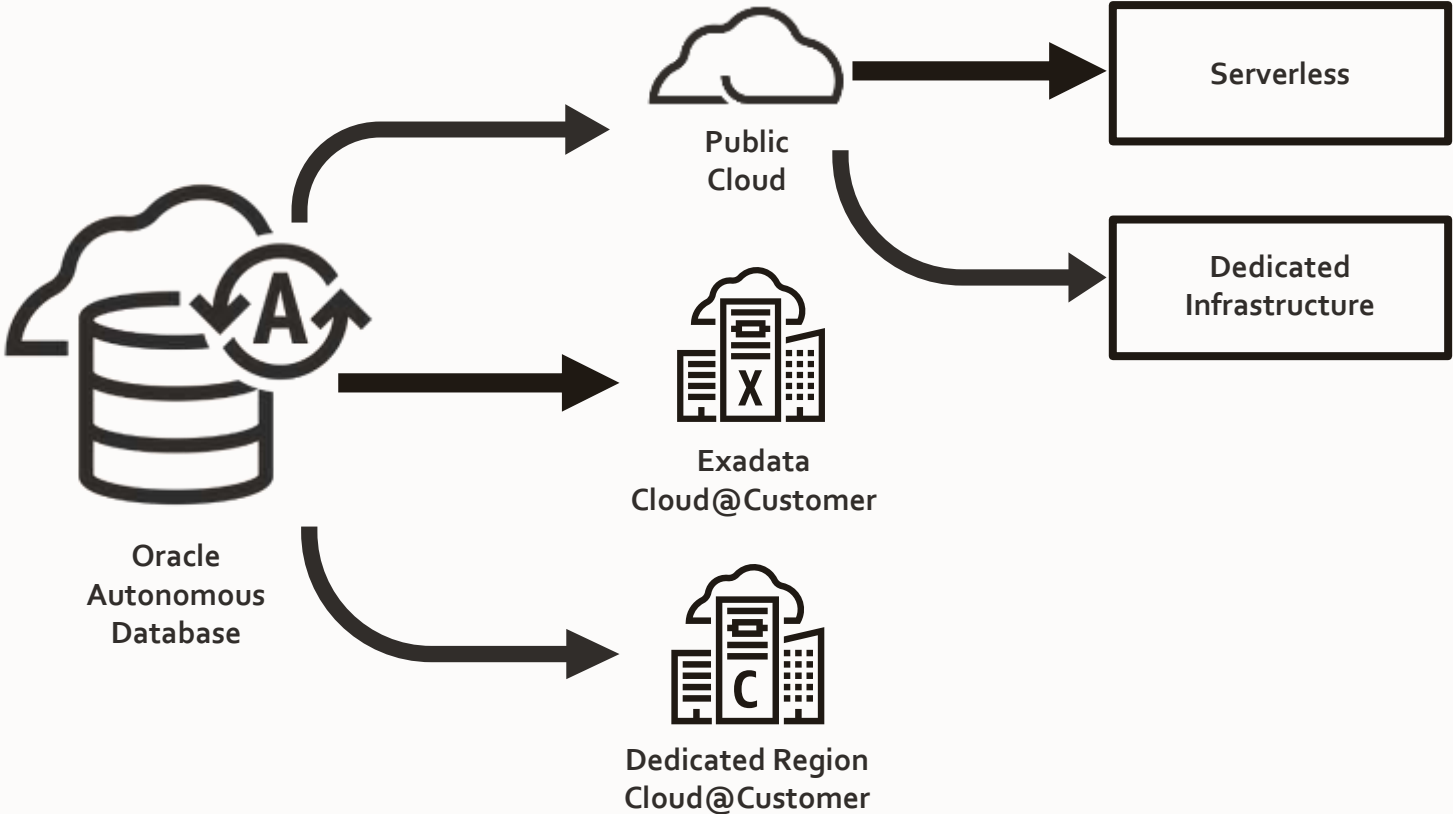 Serverless
Public
Cloud
Dedicated
Infrastructure
A
X
Exadata
Cloud@Customer
Oracle
Autonomous
Database
C
Dedicated Region
Cloud@Customer